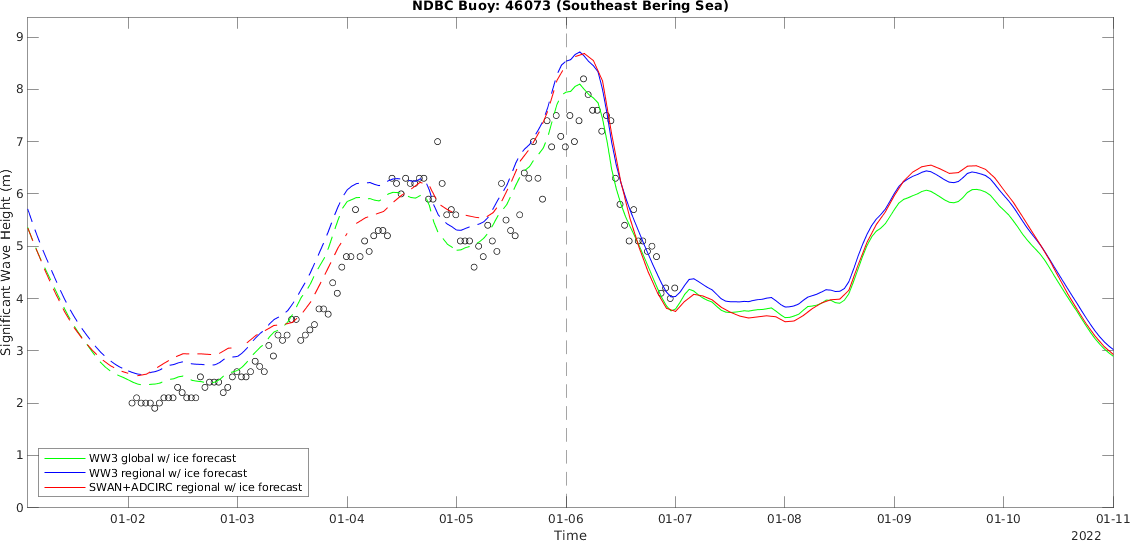 NDBC Buoy: 46073 (Southeast Bering Sea)
9
8
7
6
5
4
3
2
1
0
Significant Wave Height (m)
WW3 global w/ ice forecast
WW3 regional w/ ice forecast
SWAN+ADCIRC regional w/ ice forecast
01-02 01-03 01-04 01-05 01-06 01-07 01-08 01-09 01-10 01-11
Time
2022